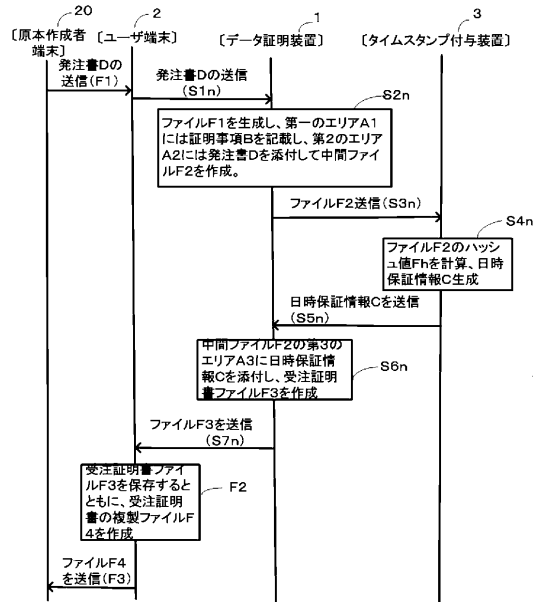 20
2
1
3
〔原本作成者
端末〕
〔ユーザ端末〕
〔データ証明装置〕
〔タイムスタンプ付与装置〕
発注書Dの
送信(F1)
発注書Dの送信
(S1n)
S2n
ファイルF1を生成し、第一のエリアA1
には証明事項Bを記載し、第2のエリア
A2には発注書Dを添付して中間ファイ
ルF2を作成。
ファイルF2送信(S3n)
S4n
ファイルF2のハッ
シュ値Fhを計算、日時
保証情報C生成
日時保証情報Cを送信
(S5n)
中間ファイルF2の第3の
エリアA3に日時保証情
報Cを添付し、受注証明
書ファイルF3を作成
S6n
ファイルF3を送信
(S7n)
受注証明書ファイ
ルF3を保存すると
ともに、受注証明
書の複製ファイルF
4を作成
F2
ファイルF4
を送信(F3)